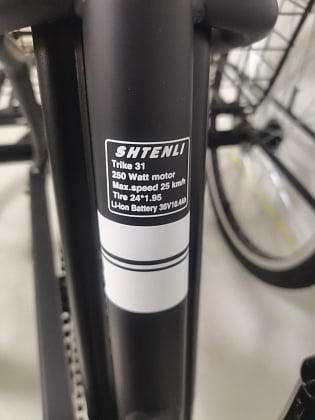 SHTENLI
Trike 31
250 Watt motor
Max.speed 25 km/h
Tire 24*1.95
Li-ion Battery 36V10.4Ah